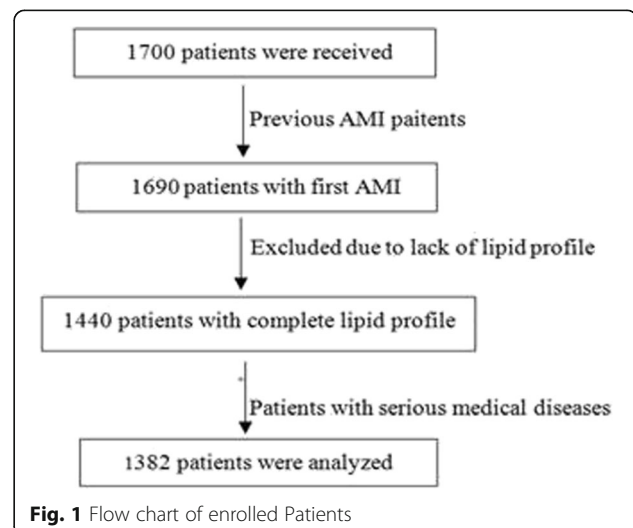 1700 patients were received
Previous AMI paitents
1690 patients with first AMI
Excluded due to lack of lipid profile
1440 patients with complete lipid profile
Patients with serious medical diseases
1382 patients were analyzed
Fig. 1 Flow chart of enrolled Patients